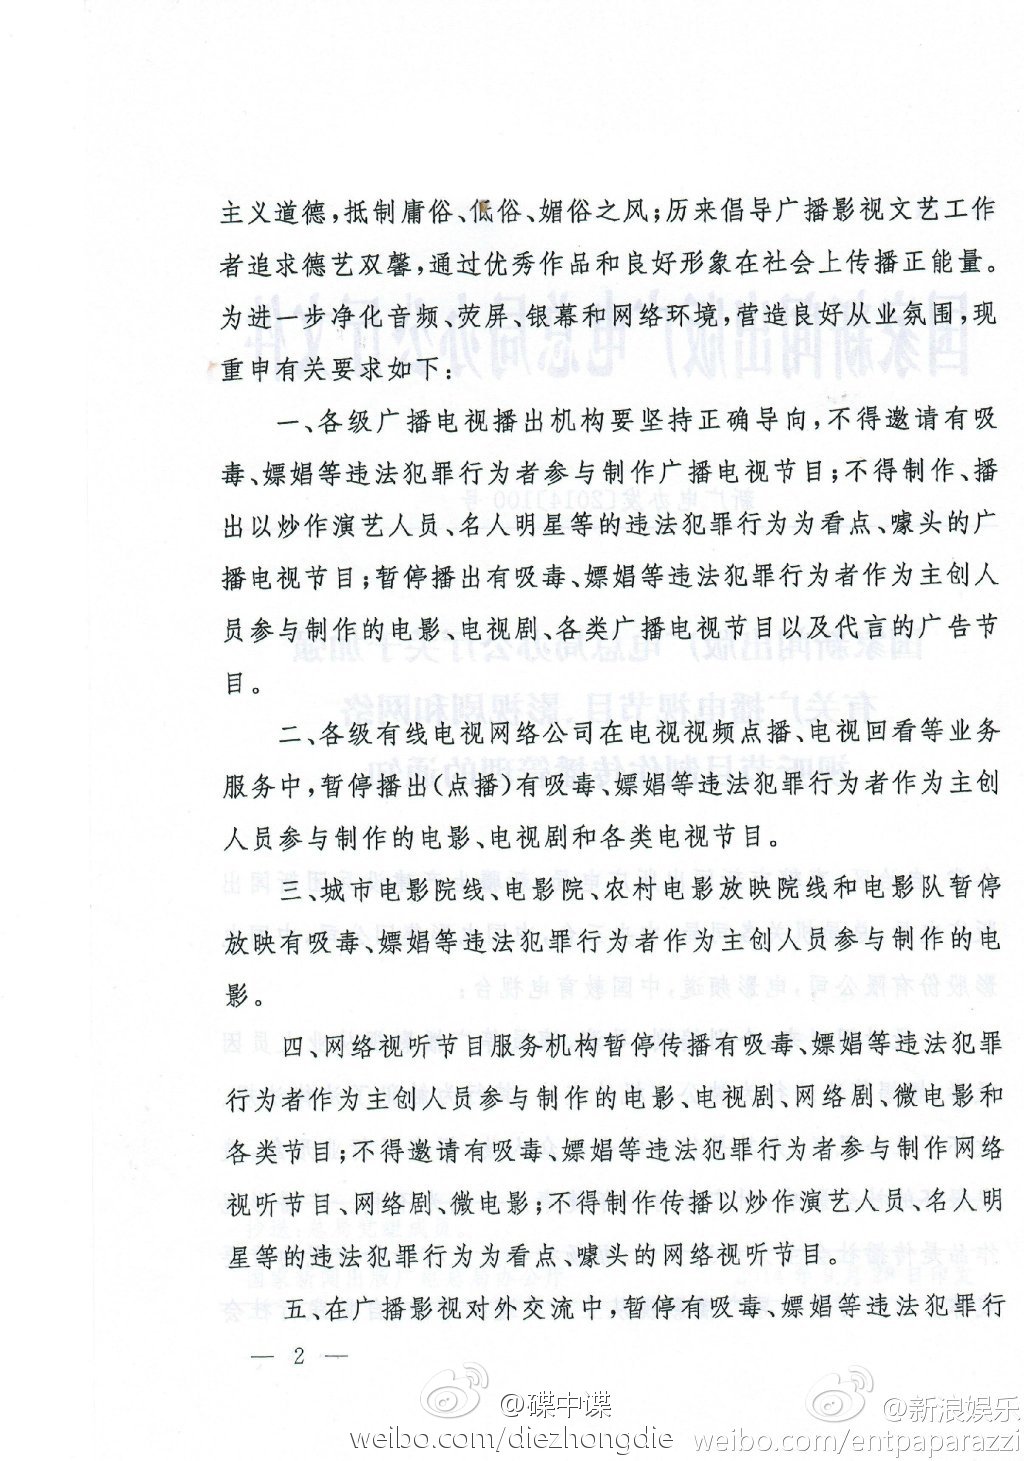 主义道德，抵制庸俗、低俗、媚俗之风；历来倡导广播影视文艺工作
者追求德艺双馨，通过优秀作品和良好形象在社会上传播正能量。
为进一步净化音频、荧屏、银幕和网络环境，营造良好从业氛围，现
重申有关要求如下：
一、各级广播电视播出机构要坚持正确导向，不得邀请有吸
毒、嫖娼等违法犯罪行为者参与制作广播电视节目；不得制作、播
出以炒作演艺人员、名人明星等的违法犯罪行为为看点、噱头的广
播电视节目；暂停播出有吸毒、嫖娼等违法犯罪行为者作为主创人
员参与制作的电影、电视剧、各类广播电视节目以及代言的广告节
目。
二、各级有线电视网络公司在电视视频点播、电视回看等业务
服务中，暂停播出(点播)有吸毒、嫖娼等违法犯罪行为者作为主创
人员参与制作的电影、电视剧和各类电视节目。
三、城市电影院线、电影院、农村电影放映院线和电影队暂停
放映有吸毒、嫖娼等违法犯罪行为者作为主创人员参与制作的电
影。
四、网络视听节目服务机构暂停传播有吸毒、嫖娼等违法犯罪
行为者作为主创人员参与制作的电影、电视剧、网络剧、微电影和
各类节目；不得邀请有吸毒、嫖娼等违法犯罪行为者参与制作网络
视听节目、网络剧、微电影；不得制作传播以炒作演艺人员、名人明
星等的违法犯罪行为为看点、噱头的网络视听节目。
五、在广播影视对外交流中，暂停有吸毒、嫖娼等违法犯罪行
— 2 —
@碟中谍
weibo.com/diezhongdie
@新浪娱乐
weibo.com/entpaparazzi